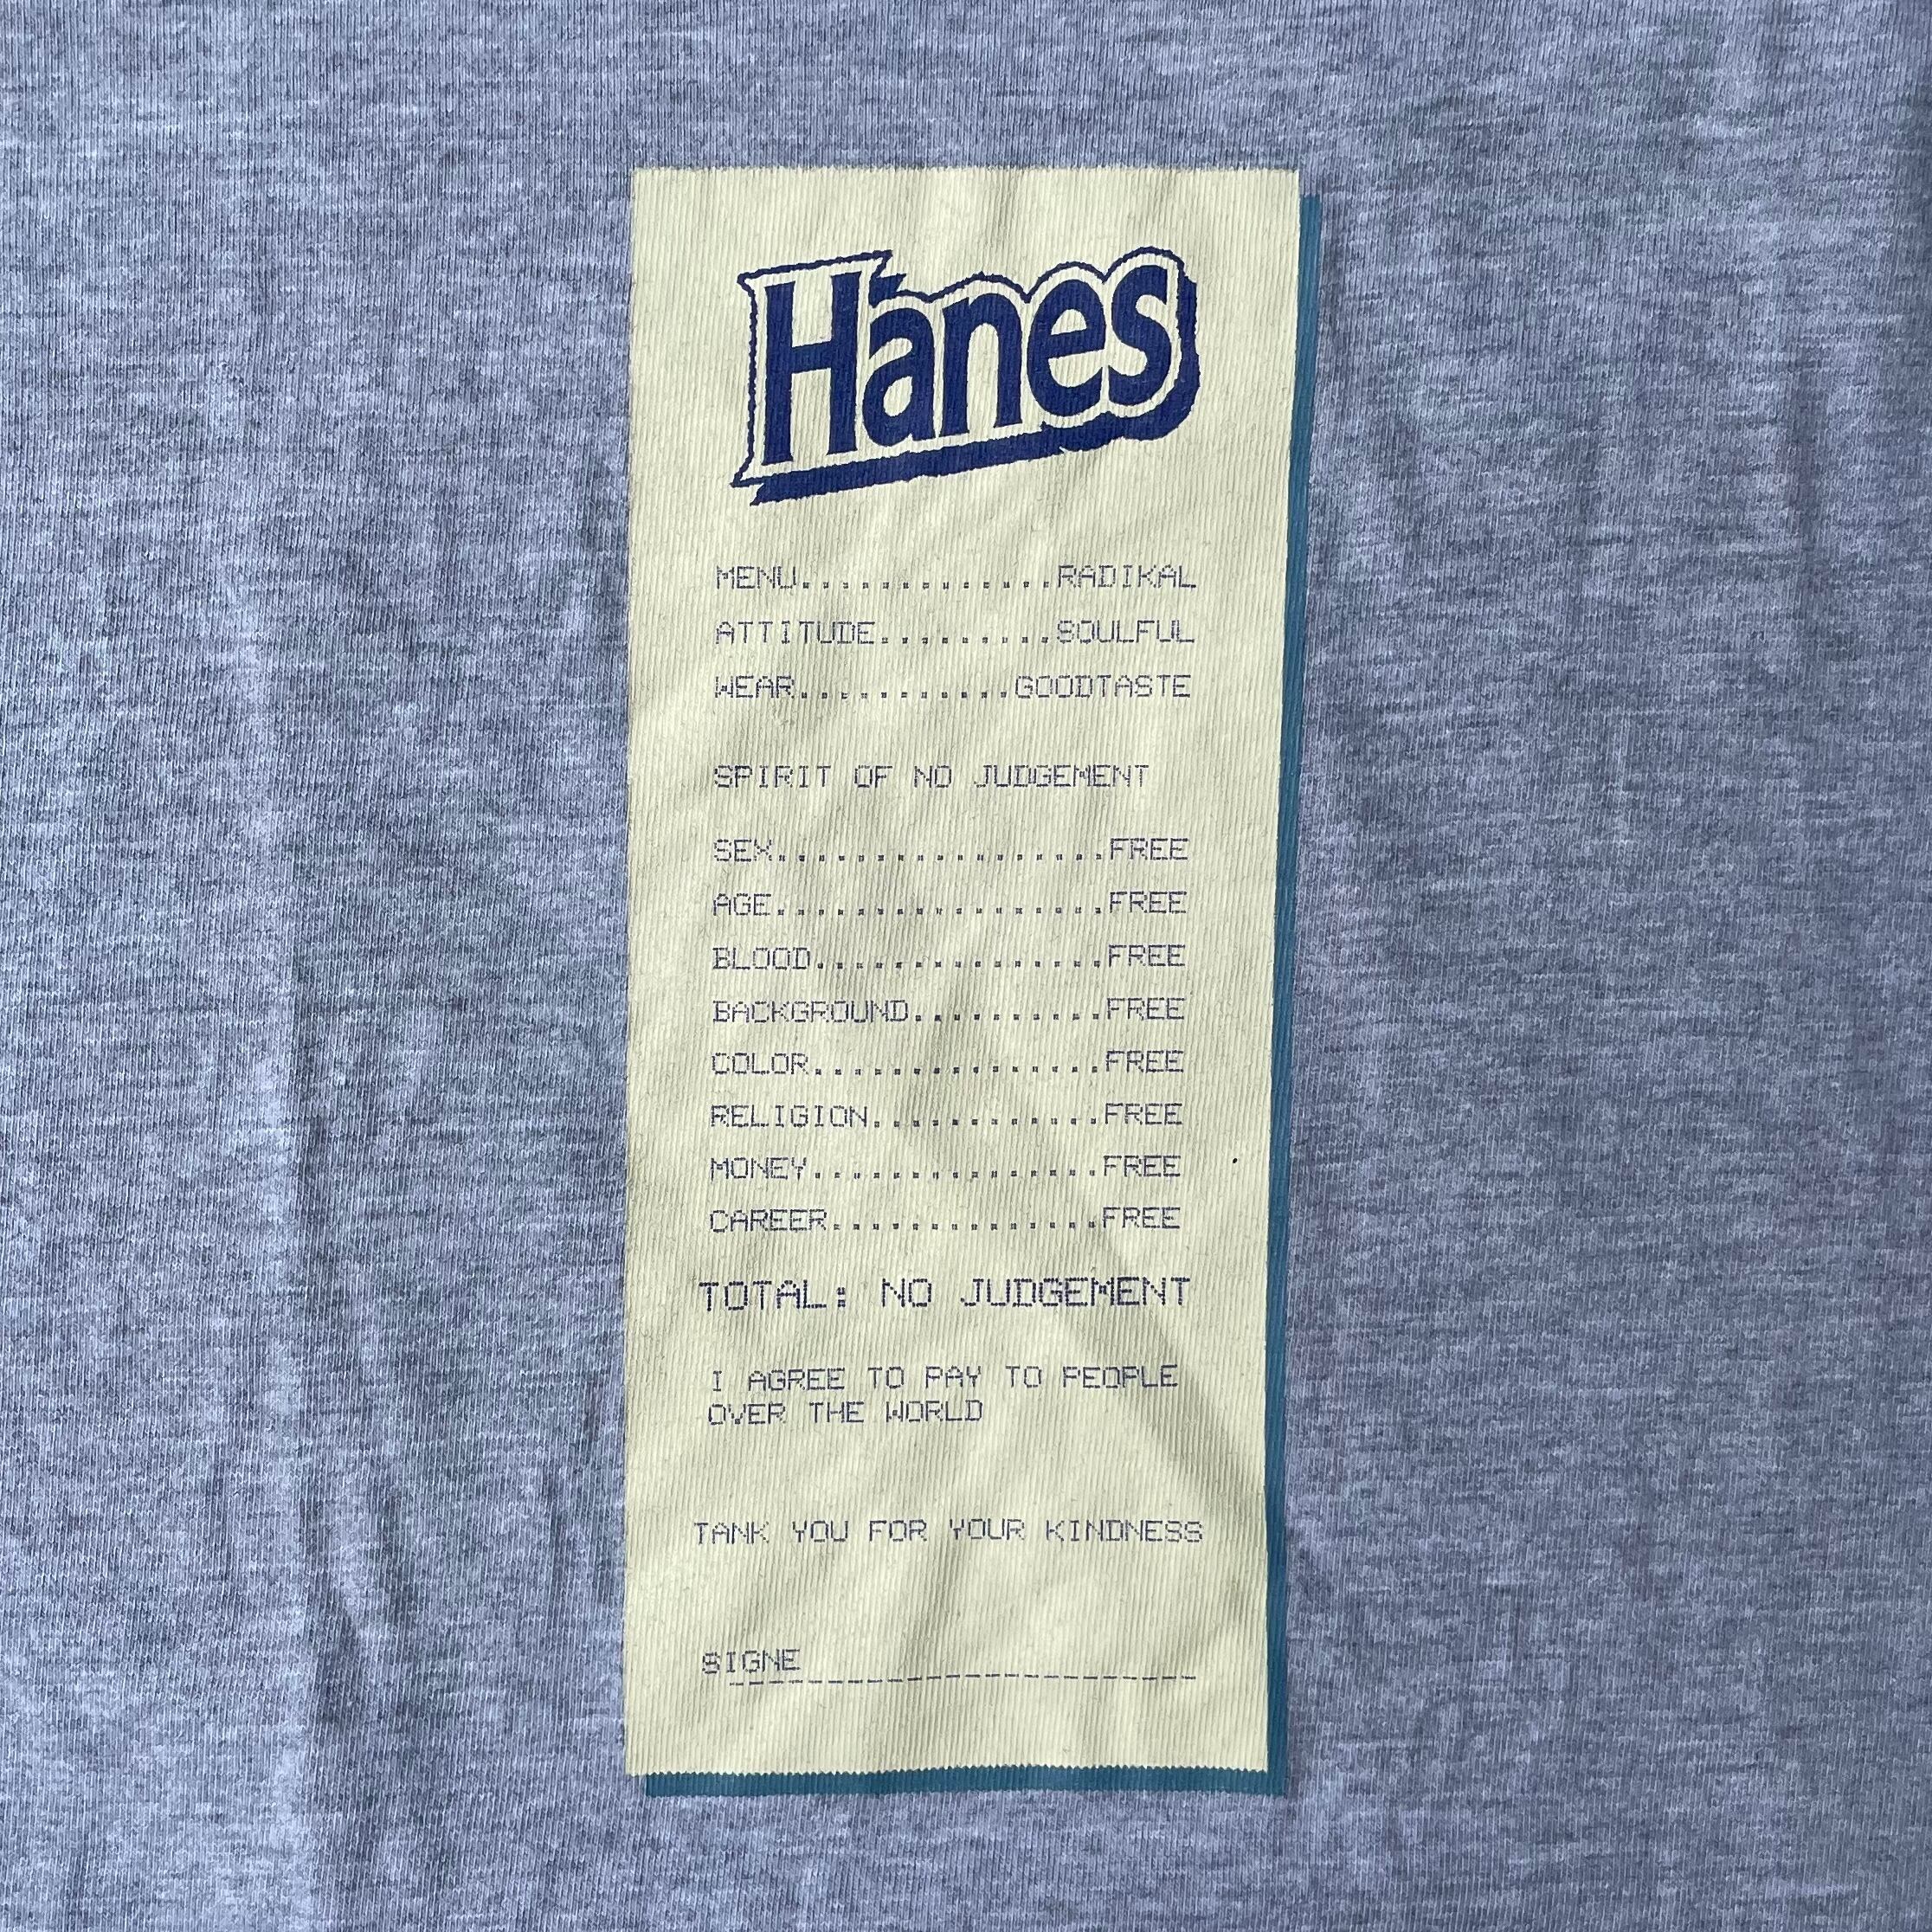 Hanes
MENU.............RADIKAL
ATTITUDE.........SOULFUL
WEAR...........GOODTASTE
SPIRIT OF NO JUDGEMENT
SEX.................FREE
AGE.................FREE
BLOOD...............FREE
BACKGROUND..........FREE
COLOR...............FREE
RELIGION............FREE
MONEY...............FREE
CAREER..............FREE
TOTAL: NO JUDGEMENT
I AGREE TO PAY TO PEOPLE
OVER THE WORLD
TANK YOU FOR YOUR KINDNESS
SIGNE____________________